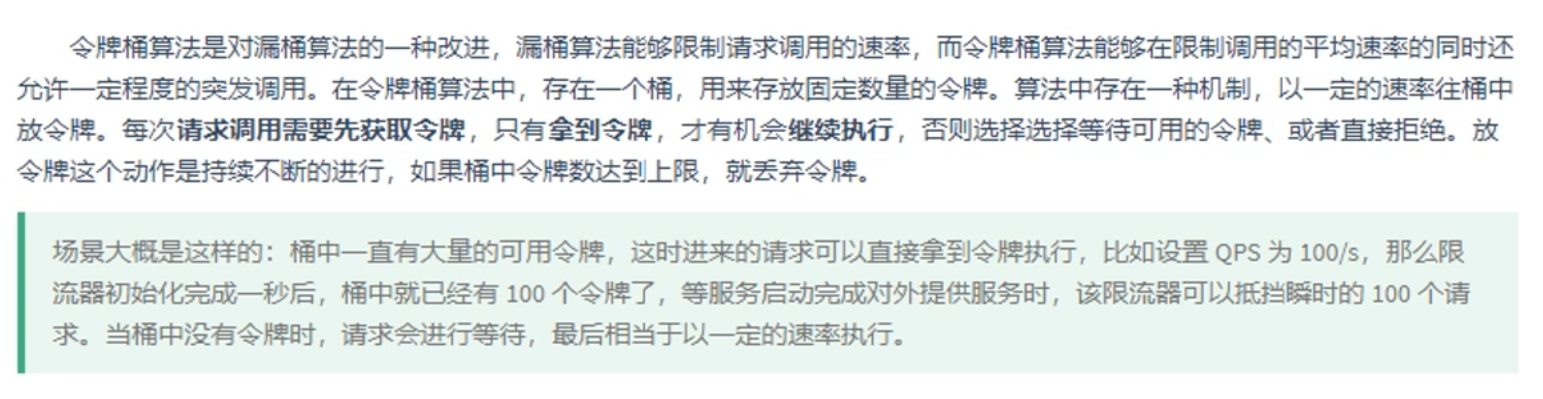 令牌桶算法是对漏桶算法的一种改进，漏桶算法能够限制请求调用的速率，而令牌桶算法能够在限制调用的平均速率的同时还
允许一定程度的突发调用。在令牌桶算法中，存在一个桶，用来存放固定数量的令牌。算法中存在一种机制，以一定的速率往桶中
放令牌。每次请求调用需要先获取令牌，只有拿到令牌，才有机会继续执行，否则选择选择等待可用的令牌、或者直接拒绝。放
令牌这个动作是持续不断的进行，如果桶中令牌数达到上限，就丢弃令牌。
场景大概是这样的：桶中一直有大量的可用令牌，这时进来的请求可以直接拿到令牌执行，比如设置 QPS 为 100/s，那么限
流器初始化完成一秒后，桶中就已经有 100 个令牌了，等服务启动完成对外提供服务时，该限流器可以抵挡瞬时的 100 个请
求。当桶中没有令牌时，请求会进行等待，最后相当于以一定的速率执行。